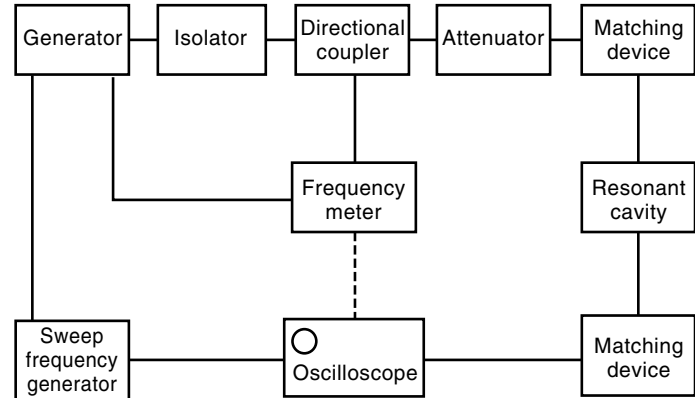 Generator
Isolator
Directional
coupler
Attenuator
Matching
device
Frequency
meter
Resonant
cavity
Sweep
frequency
generator
Oscilloscope
Matching
device